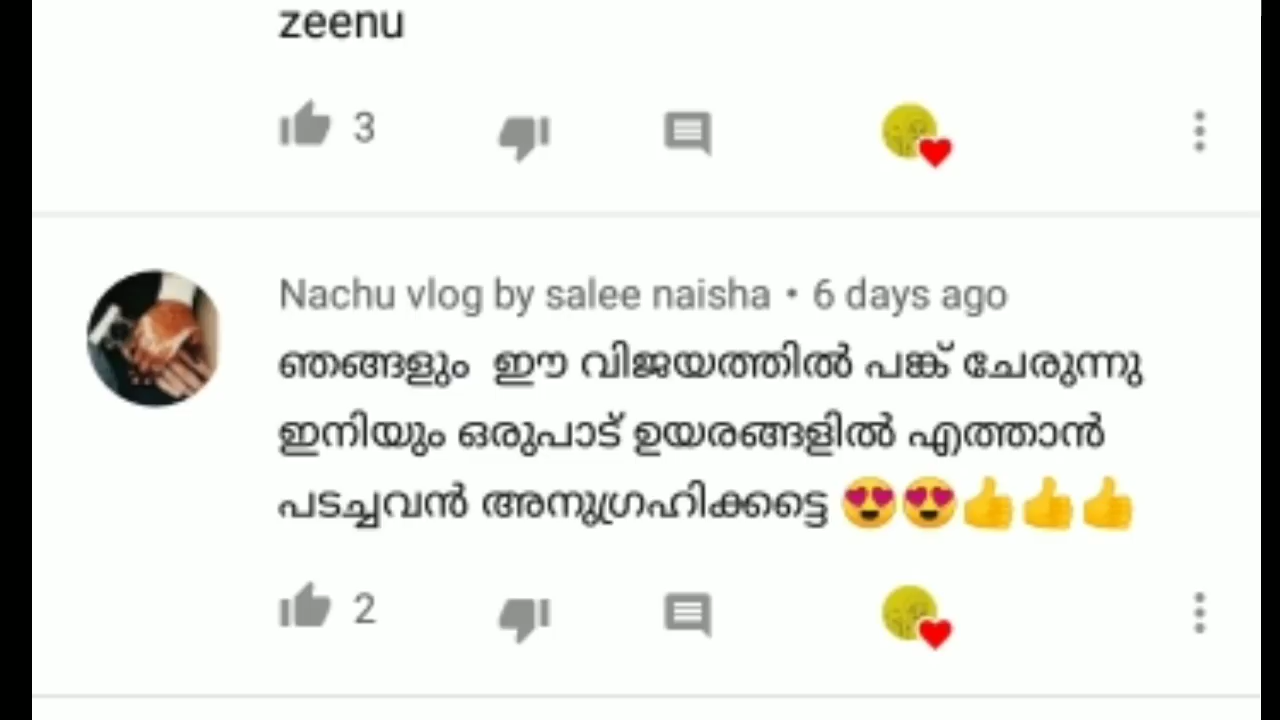 zeenu
3
Nachu vlog by salee naisha • 6 days ago
ഞങ്ങളും ഈ വിജയത്തിൽ പങ്ക് ചേരുന്നു
ഇനിയും ഒരുപാട് ഉയരങ്ങളിൽ എത്താൻ
പടച്ചവൻ അനുഗ്രഹിക്കട്ടെ 😍😍👍👍👍
2